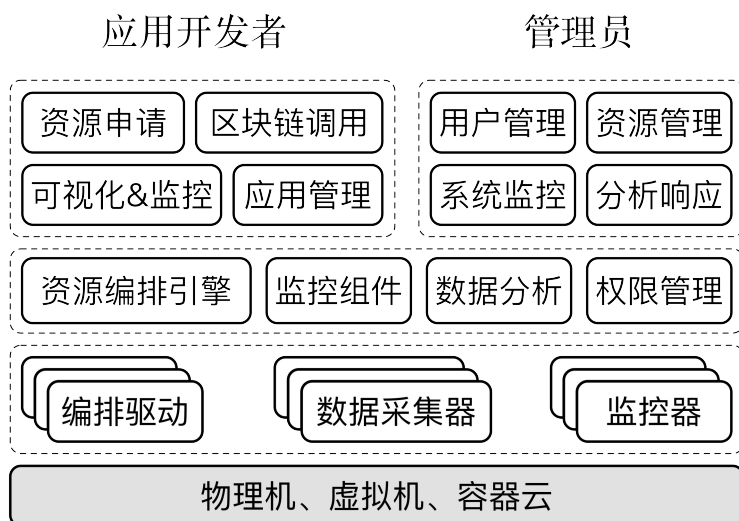 应用开发者 管理员
资源申请 区块链调用 用户管理 资源管理
可视化&监控 应用管理 系统监控 分析响应
资源编排引擎 监控组件 数据分析 权限管理
编排驱动 数据采集器 监控器
物理机、虚拟机、容器云